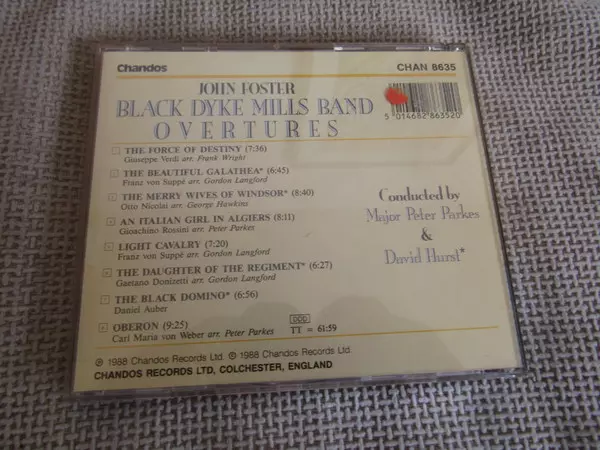 Chandos
CHAN 8635
JOHN FOSTER
BLACK DYKE MILLS BAND
OVERTURES
5 014682 863520
THE FORCE OF DESTINY (7:36)
Giuseppe Verdi arr. Frank Wright
THE BEAUTIFUL GALATHEA* (6:45)
Franz von Suppé arr. Gordon Langford
THE MERRY WIVES OF WINDSOR* (8:40)
Otto Nicolai arr. George Hawkins
AN ITALIAN GIRL IN ALGIERS (8:11)
Gioachino Rossini arr. Peter Parkes
LIGHT CAVALRY (7:20)
Franz von Suppé arr. Gordon Langford
THE DAUGHTER OF THE REGIMENT* (6:27)
Gaetano Donizetti arr. Gordon Langford
THE BLACK DOMINO* (6:56)
Daniel Auber
OBERON (9:25)
Carl Maria von Weber arr. Peter Parkes
DDD
TT = 61:59
Conducted by
Major Peter Parkes
&
David Hurst*
℗ 1988 Chandos Records Ltd. © 1988 Chandos Records Ltd.
CHANDOS RECORDS LTD, COLCHESTER, ENGLAND